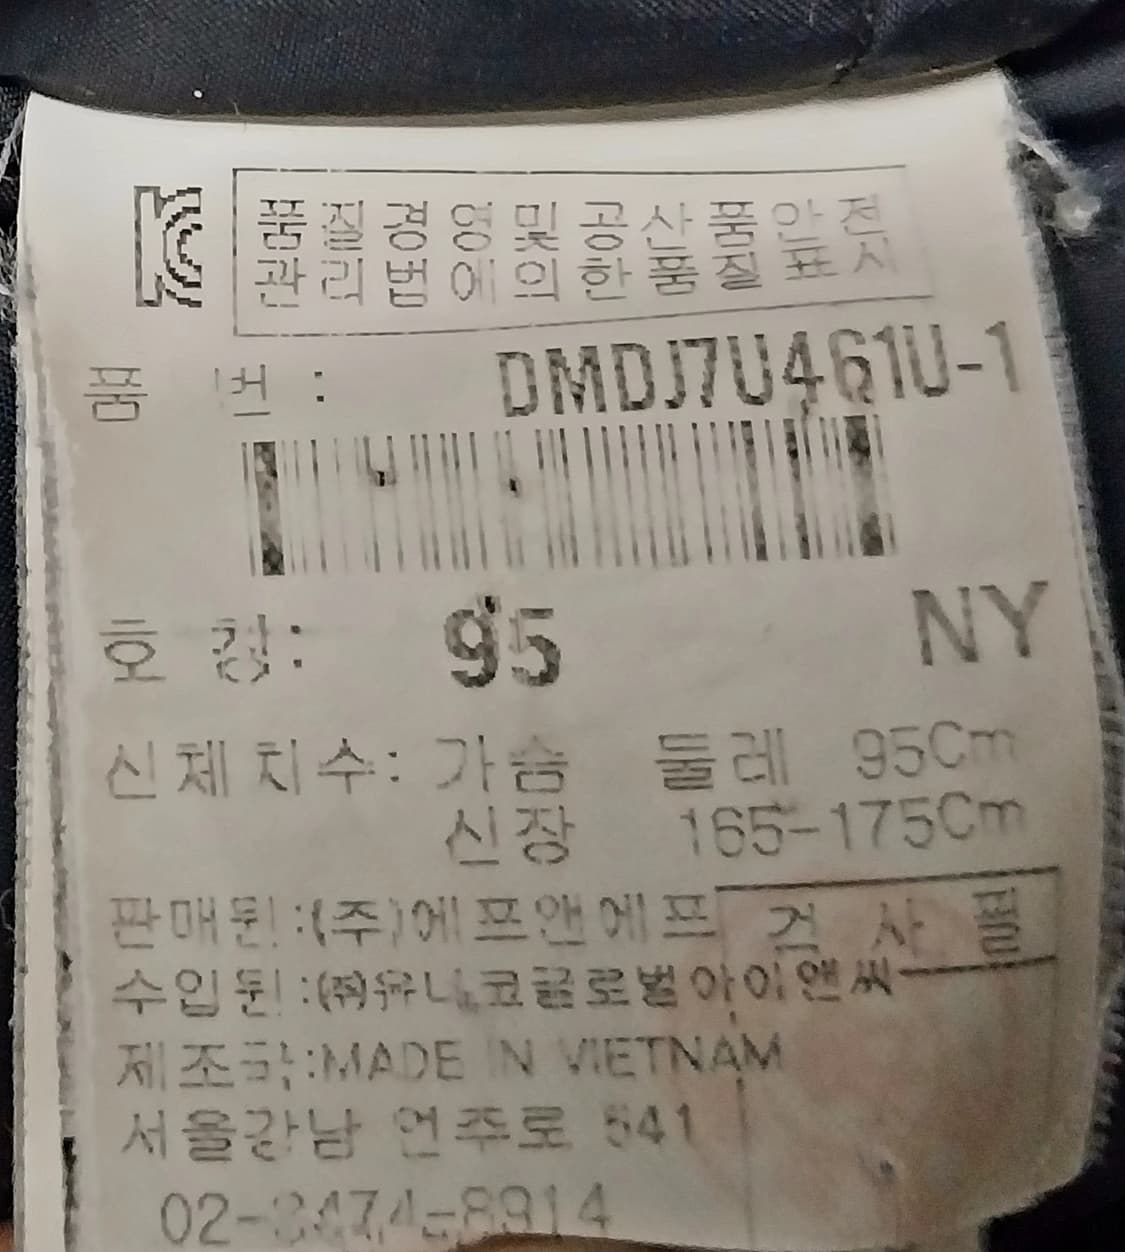 품질경영및공산품안전
관리법에의한품질표시
품 번 : DMDJ7U461U-1
호 칭: 95 NY
신체치수: 가슴 둘레 95Cm
신장 165-175Cm
판매원:(주)에프앤에프 검 사 필
수입원:(주)유니코글로벌아이앤씨
제조국:MADE IN VIETNAM
서울강남 언주로 541
02-3474-8914